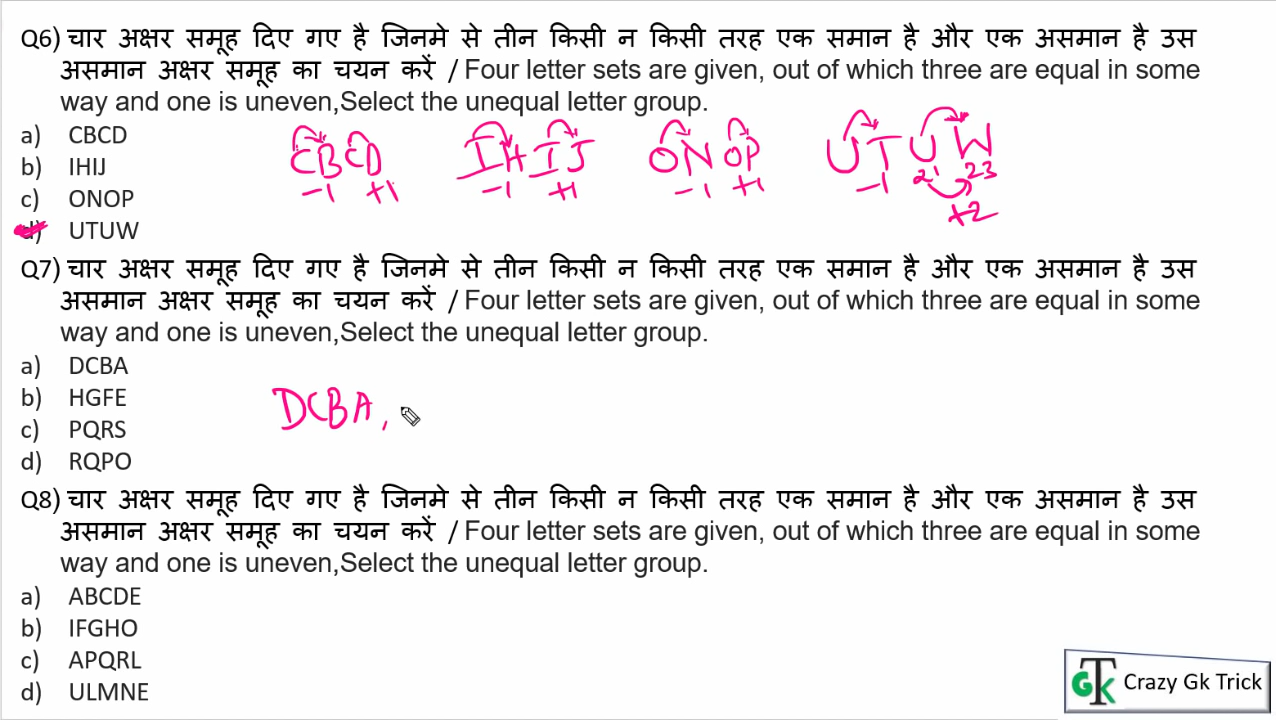 Q6) चार अक्षर समूह दिए गए है जिनमे से तीन किसी न किसी तरह एक समान है और एक असमान है उस
असमान अक्षर समूह का चयन करें / Four letter sets are given, out of which three are equal in some
way and one is uneven,Select the unequal letter group.
a) CBCD
b) IHIJ
c) ONOP
d) UTUW
CBCD IHIJ ONOP UTUW
-1 +1 -1 +1 -1 +1 -1 21 23
+2
Q7) चार अक्षर समूह दिए गए है जिनमे से तीन किसी न किसी तरह एक समान है और एक असमान है उस
असमान अक्षर समूह का चयन करें / Four letter sets are given, out of which three are equal in some
way and one is uneven,Select the unequal letter group.
a) DCBA
b) HGFE
c) PQRS
d) RQPO
DCBA,
Q8) चार अक्षर समूह दिए गए है जिनमे से तीन किसी न किसी तरह एक समान है और एक असमान है उस
असमान अक्षर समूह का चयन करें / Four letter sets are given, out of which three are equal in some
way and one is uneven,Select the unequal letter group.
a) ABCDE
b) IFGHO
c) APQRL
d) ULMNE
GTK Crazy Gk Trick